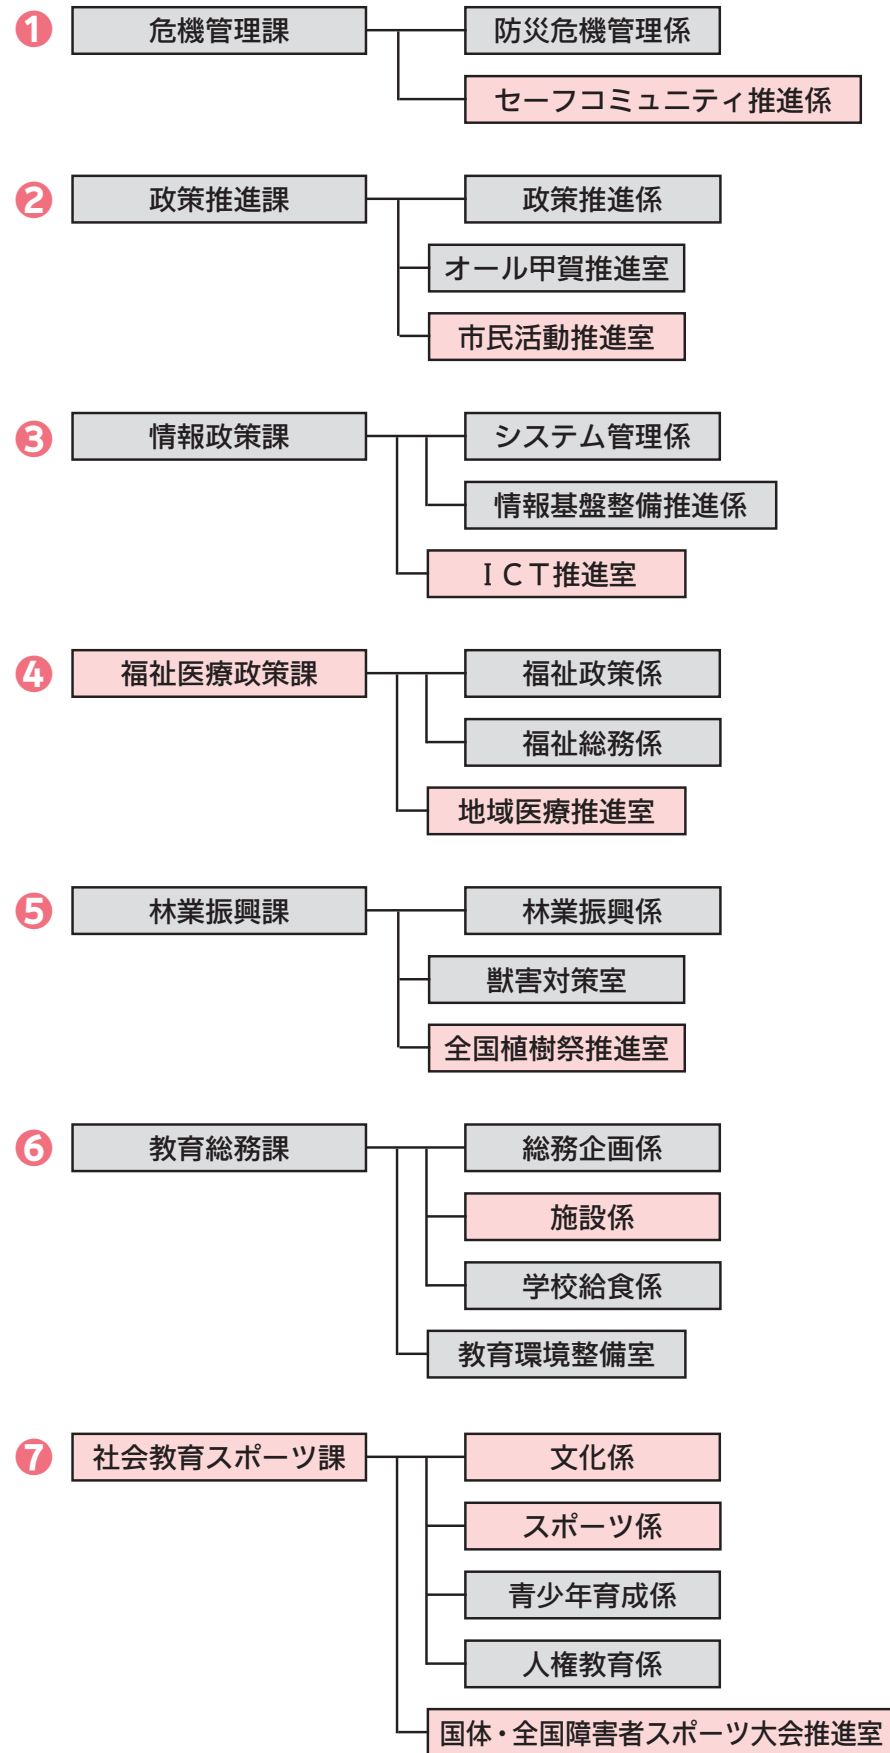 1 危機管理課 防災危機管理係
セーフコミュニティ推進係
2 政策推進課 政策推進係
オール甲賀推進室
市民活動推進室
3 情報政策課 システム管理係
情報基盤整備推進係
ＩＣＴ推進室
4 福祉医療政策課 福祉政策係
福祉総務係
地域医療推進室
5 林業振興課 林業振興係
獣害対策室
全国植樹祭推進室
6 教育総務課 総務企画係
施設係
学校給食係
教育環境整備室
7 社会教育スポーツ課 文化係
スポーツ係
青少年育成係
人権教育係
国体・全国障害者スポーツ大会推進室